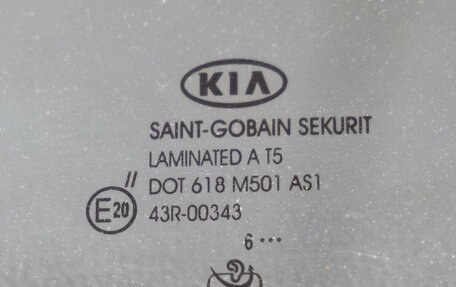 KIA
SAINT-GOBAIN SEKURIT
LAMINATED A T5
// DOT 618 M501 AS1
E20 43R-00343
6 •••